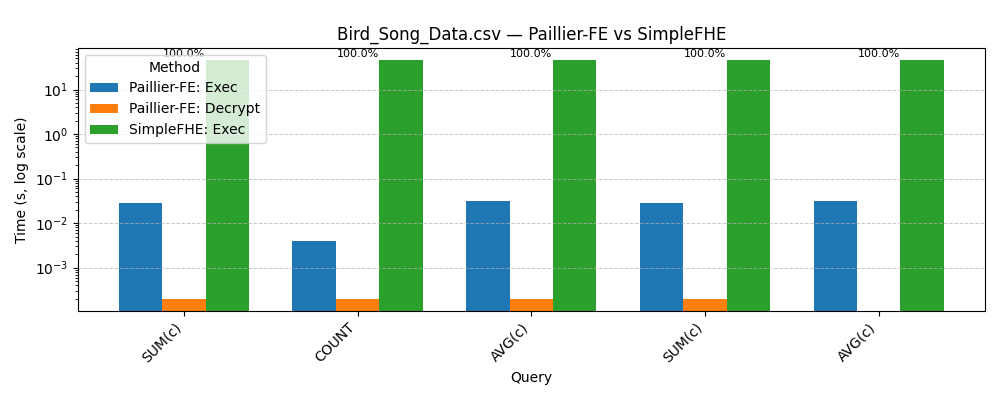 Bird_Song_Data.csv — Paillier-FE vs SimpleFHE
100.0% 100.0% 100.0% 100.0% 100.0%
Method
Paillier-FE: Exec
Paillier-FE: Decrypt
SimpleFHE: Exec
Time (s, log scale)
10¹
10⁰
10⁻¹
10⁻²
10⁻³
SUM(c) COUNT AVG(c) SUM(c) AVG(c)
Query